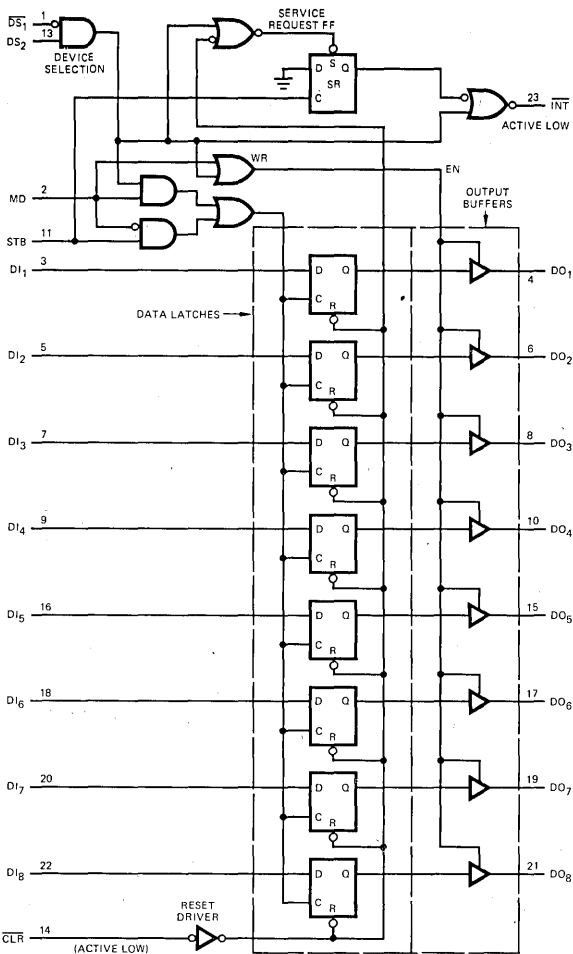 SERVICE
REQUEST FF
DS1 1
DS2 13
DEVICE
SELECTION
D S Q
SR
C
23 INT
ACTIVE LOW
WR
EN
MD 2
OUTPUT
BUFFERS
STB 11
DI1 3
D Q
C
R
4 DO1
DATA LATCHES
DI2 5
D Q
C
R
6 DO2
DI3 7
D Q
C
R
8 DO3
DI4 9
D Q
C
R
10 DO4
DI5 16
D Q
C
R
15 DO5
DI6 18
D Q
C
R
17 DO6
DI7 20
D Q
C
R
19 DO7
DI8 22
D Q
C
R
21 DO8
RESET
DRIVER
CLR 14
(ACTIVE LOW)